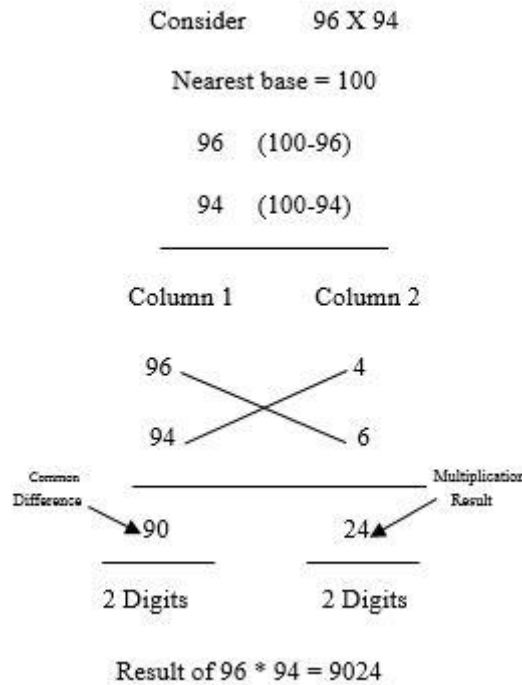 Consider 96 X 94
Nearest base = 100
96 (100-96)
94 (100-94)
Column 1 Column 2
96 4
94 6
Common
Difference
Multiplication
Result
90 24
2 Digits 2 Digits
Result of 96 * 94 = 9024